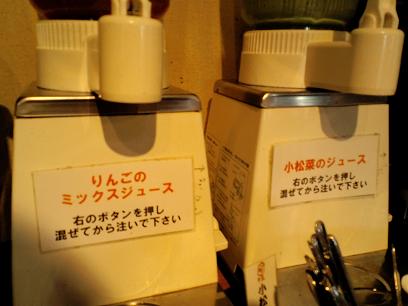 りんごの
ミックスジュース
右のボタンを押し
混ぜてから注いで下さい
小松菜のジュース
右のボタンを押し
混ぜてから注いで下さい
小松